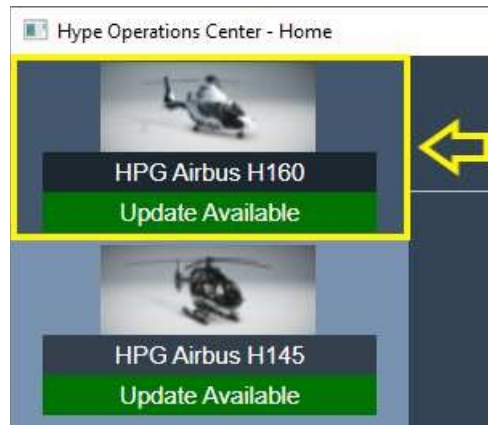 Hype Operations Center - Home
HPG Airbus H160
Update Available
HPG Airbus H145
Update Available